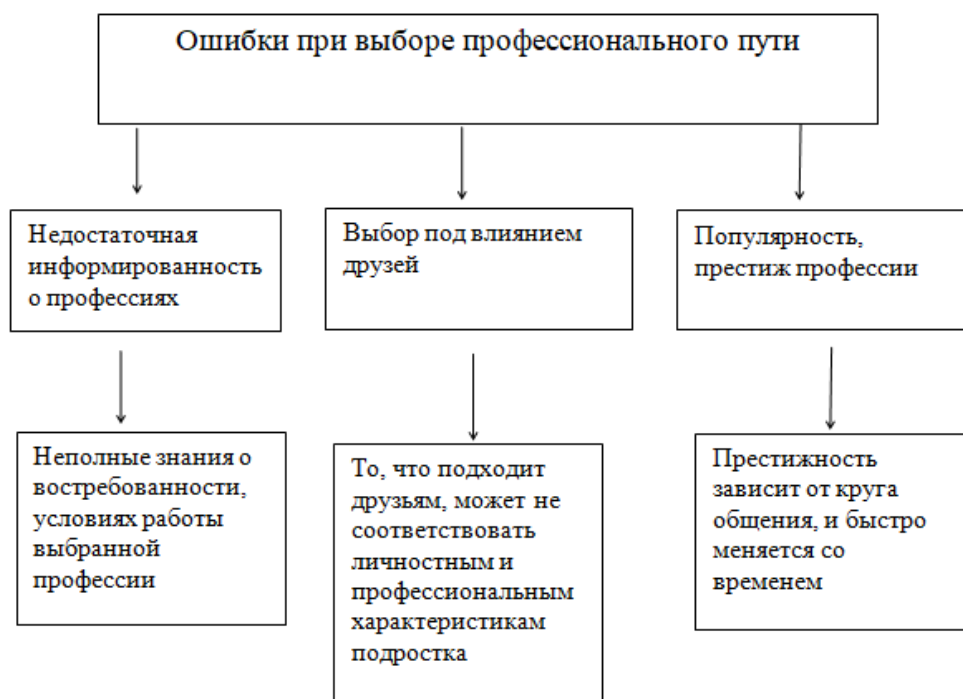 Ошибки при выборе профессионального пути
Недостаточная
информированность
о профессиях
Выбор под влиянием
друзей
Популярность,
престиж профессии
Неполные знания о
востребованности,
условиях работы
выбранной
профессии
То, что подходит
друзьям, может не
соответствовать
личностным и
профессиональным
характеристикам
подростка
Престижность
зависит от круга
общения, и быстро
меняется со
временем